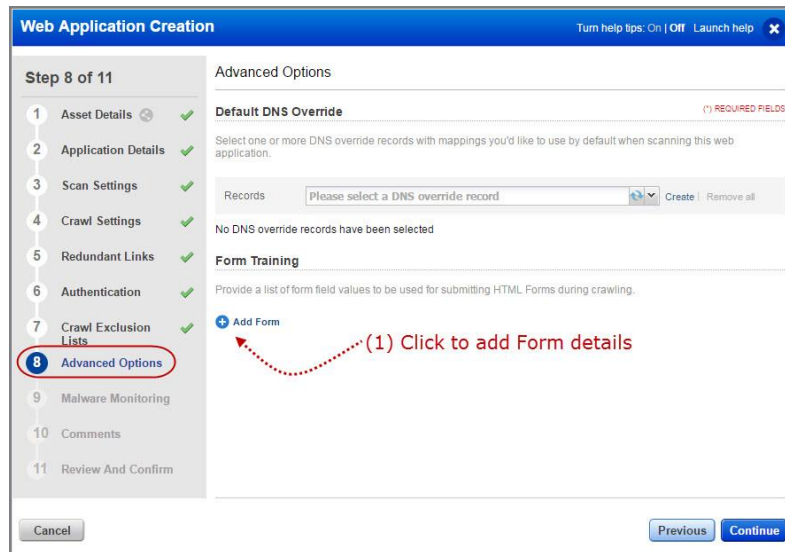 Web Application Creation
Turn help tips: On | Off Launch help
Step 8 of 11
1 Asset Details
2 Application Details
3 Scan Settings
4 Crawl Settings
5 Redundant Links
6 Authentication
7 Crawl Exclusion
Lists
8 Advanced Options
9 Malware Monitoring
10 Comments
11 Review And Confirm
Advanced Options
Default DNS Override
(*) REQUIRED FIELDS
Select one or more DNS override records with mappings you'd like to use by default when scanning this web
application.
Records Please select a DNS override record Create | Remove all
No DNS override records have been selected
Form Training
Provide a list of form field values to be used for submitting HTML Forms during crawling.
Add Form
(1) Click to add Form details
Cancel
Previous
Continue